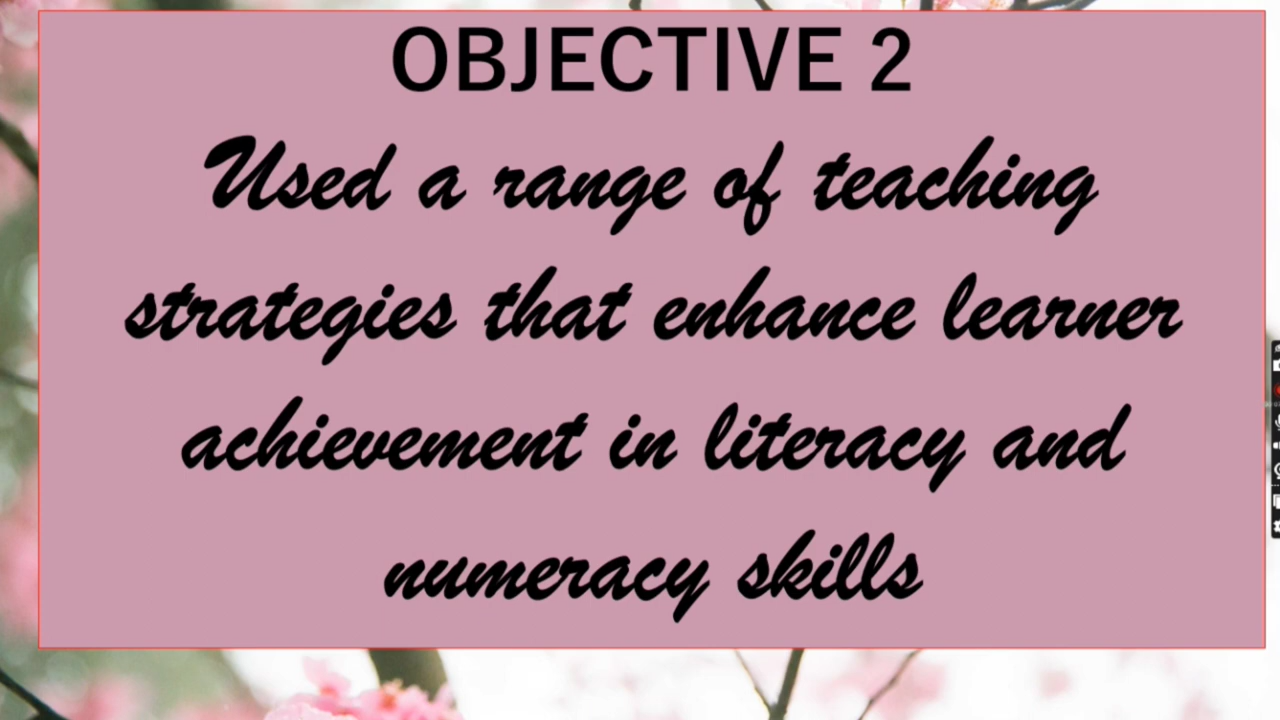 OBJECTIVE 2
Used a range of teaching
strategies that enhance learner
achievement in literacy and
numeracy skills